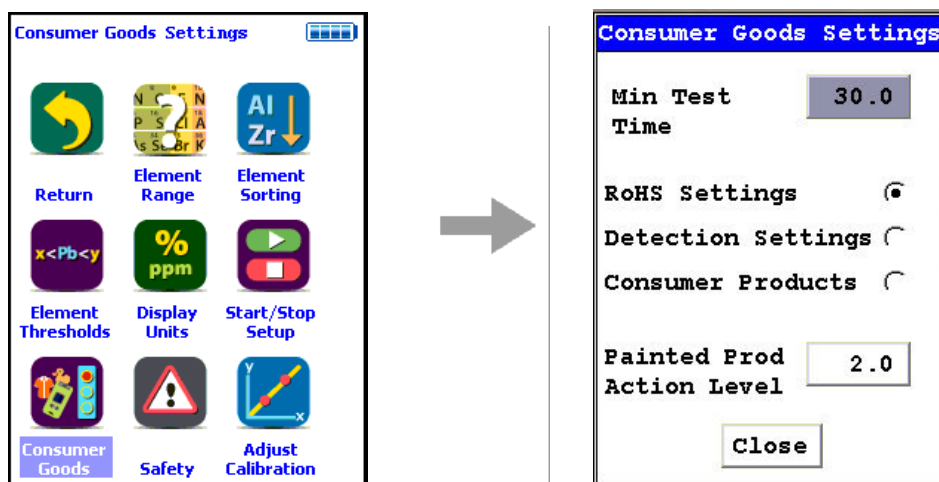 Consumer Goods Settings
Return
Element
Range
Element
Sorting
Al
Zr
x<Pb<y
%
ppm
Element
Thresholds
Display
Units
Start/Stop
Setup
y
x
Consumer
Goods
Safety
Adjust
Calibration
Consumer Goods Settings
Min Test
Time
30.0
RoHS Settings
Detection Settings
Consumer Products
Painted Prod
Action Level
2.0
Close